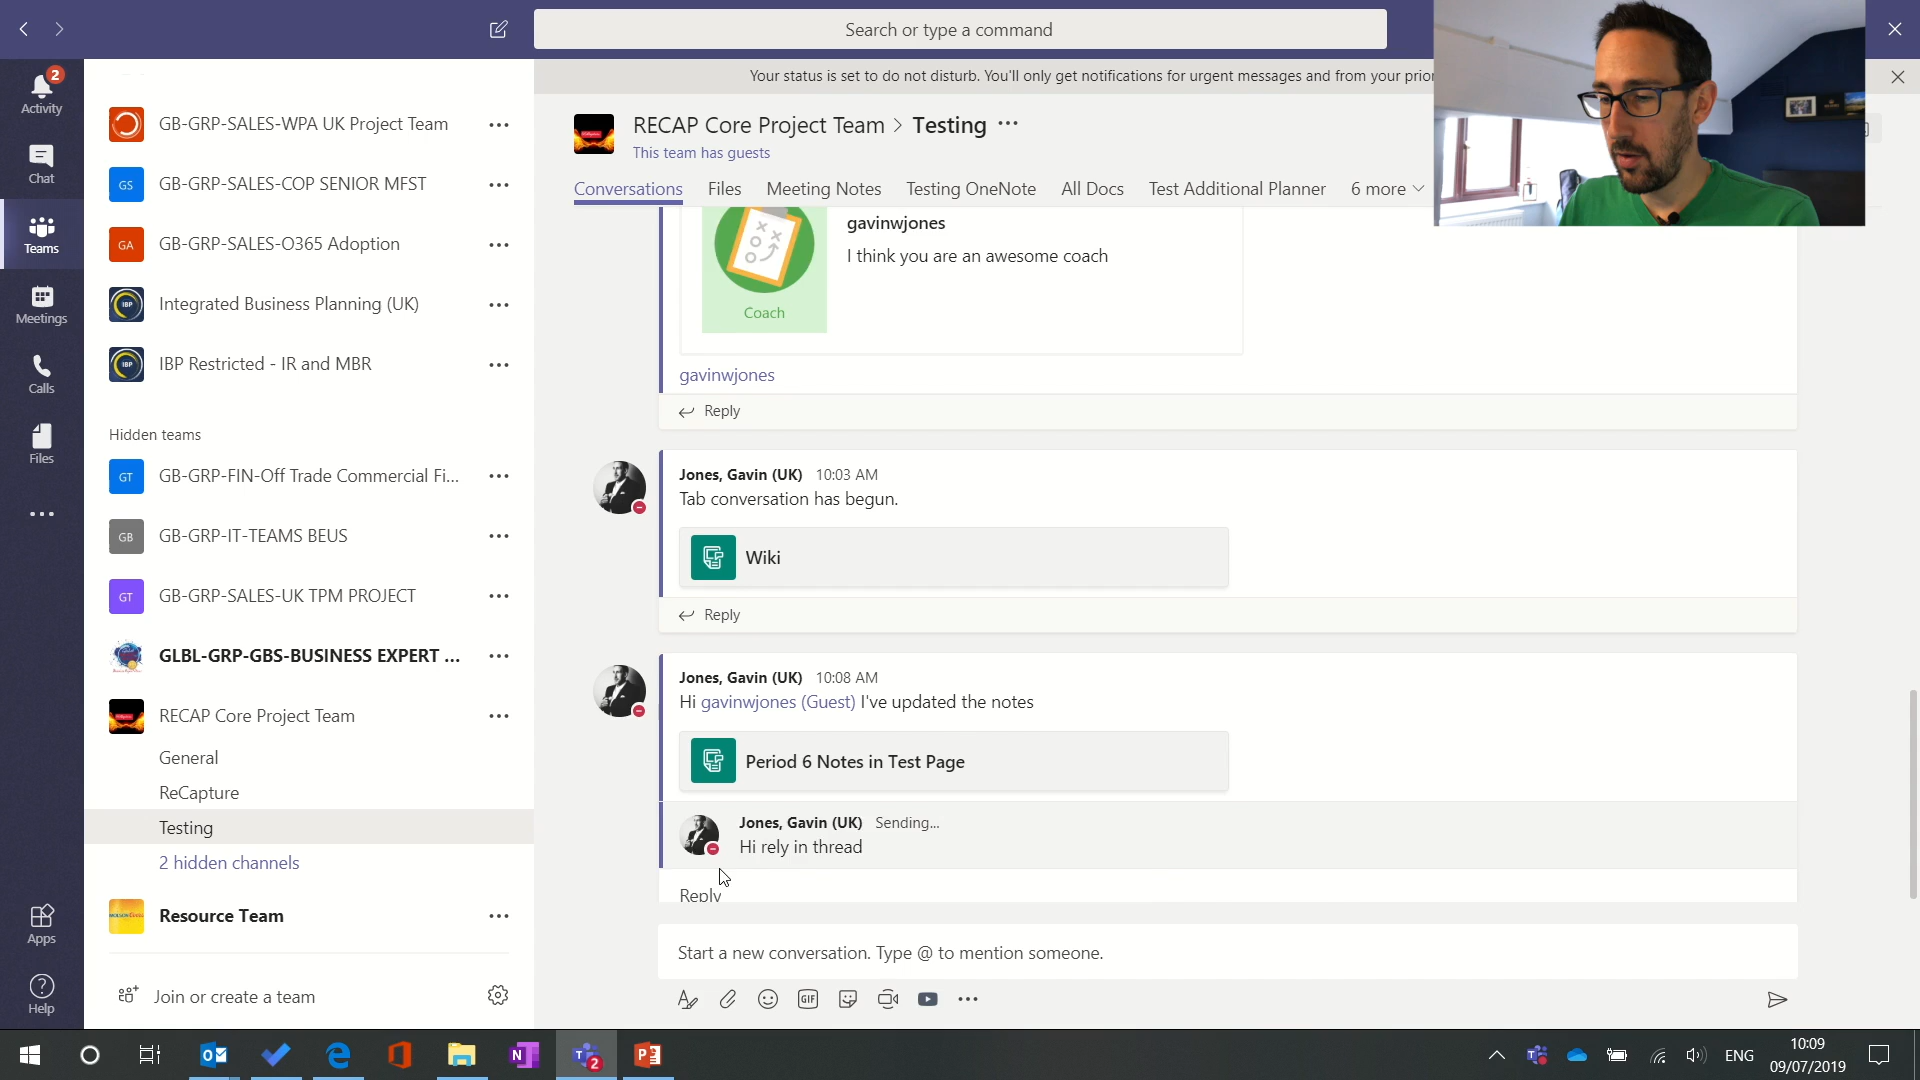 Search or type a command
Your status is set to do not disturb. You'll only get notifications for urgent messages and from your prior
2
Activity
Chat
Teams
Meetings
Calls
Files
Apps
Help
GB-GRP-SALES-WPA UK Project Team
GS
GB-GRP-SALES-COP SENIOR MFST
GA
GB-GRP-SALES-O365 Adoption
IBP
Integrated Business Planning (UK)
IBP
IBP Restricted - IR and MBR
Hidden teams
GT
GB-GRP-FIN-Off Trade Commercial Fi...
GB
GB-GRP-IT-TEAMS BEUS
GT
GB-GRP-SALES-UK TPM PROJECT
GLBL-GRP-GBS-BUSINESS EXPERT ...
RECAP Core Project Team
General
ReCapture
Testing
2 hidden channels
Resource Team
Join or create a team
RECAP Core Project Team > Testing
This team has guests
Conversations Files Meeting Notes Testing OneNote All Docs Test Additional Planner 6 more
gavinwjones
I think you are an awesome coach
Coach
gavinwjones
Reply
Jones, Gavin (UK) 10:03 AM
Tab conversation has begun.
Wiki
Reply
Jones, Gavin (UK) 10:08 AM
Hi gavinwjones (Guest) I've updated the notes
Period 6 Notes in Test Page
Jones, Gavin (UK) Sending...
Hi rely in thread
Reply
Start a new conversation. Type @ to mention someone.
GIF
2
ENG
10:09
09/07/2019